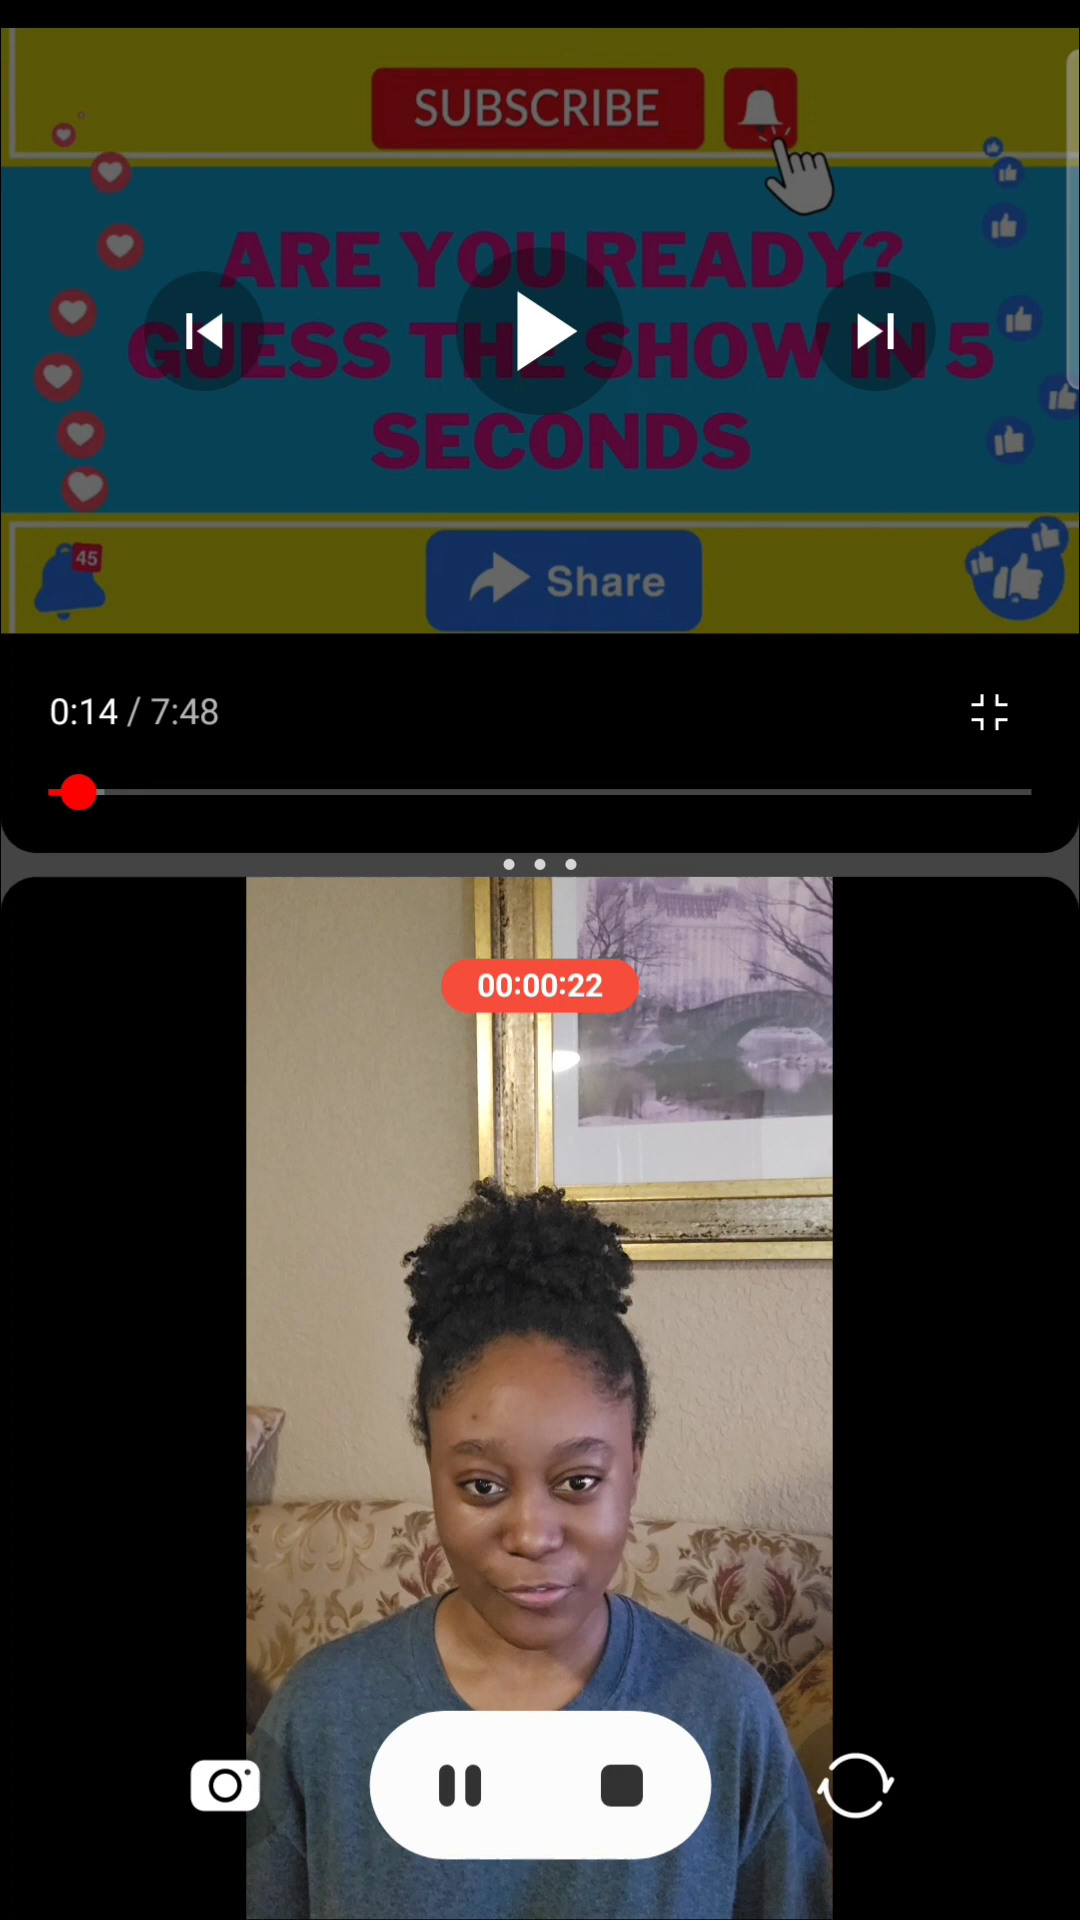 SUBSCRIBE
ARE YOU READY?
GUESS THE SHOW IN 5
SECONDS
45
Share
0:14 / 7:48
00:00:22